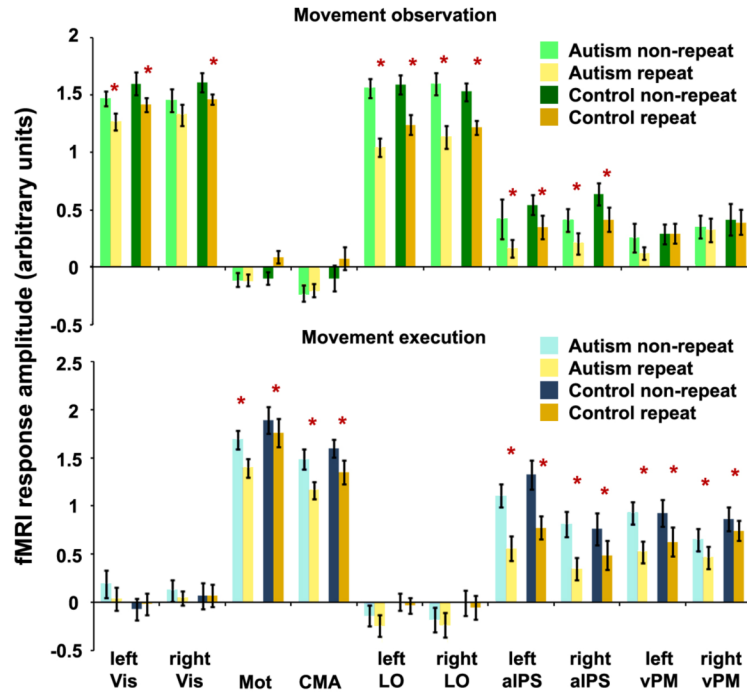 Movement observation
2
1.5
1
0.5
0
-0.5
Autism non-repeat
Autism repeat
Control non-repeat
Control repeat
* * * * * * * * * * *
fMRI response amplitude (arbitrary units)
Movement execution
2.5
2
1.5
1
0.5
0
-0.5
Autism non-repeat
Autism repeat
Control non-repeat
Control repeat
* * * * * * * * * * * *
left Vis
right Vis
Mot
CMA
left LO
right LO
left aIPS
right aIPS
left vPM
right vPM